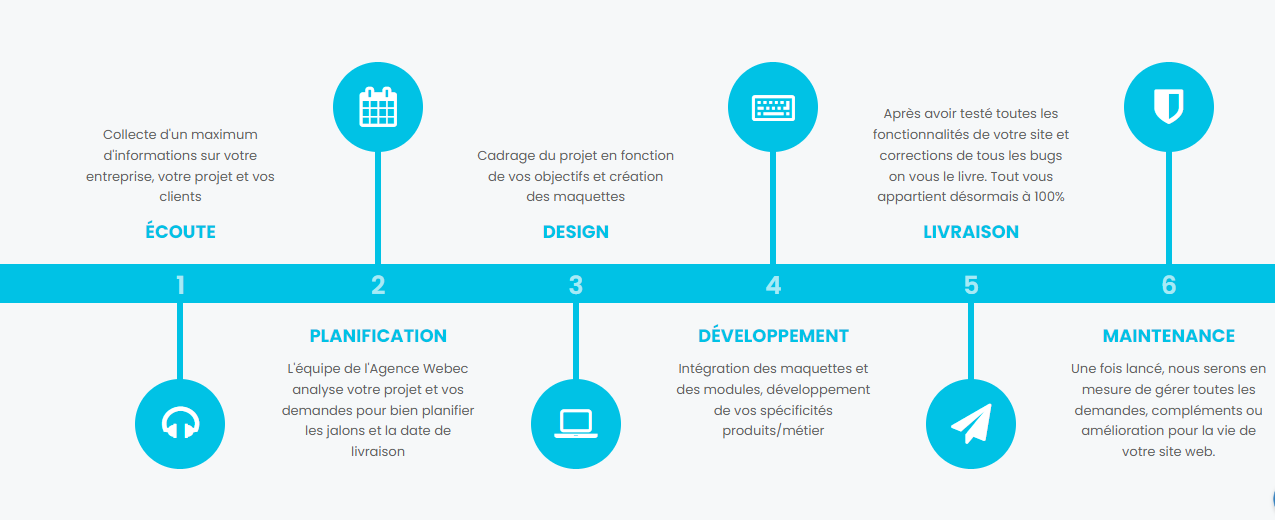 Collecte d'un maximum
d'informations sur votre
entreprise, votre projet et vos
clients
ÉCOUTE
1
2
PLANIFICATION
L'équipe de l'Agence Webec
analyse votre projet et vos
demandes pour bien planifier
les jalons et la date de
livraison
Cadrage du projet en fonction
de vos objectifs et création
des maquettes
DESIGN
3
4
DÉVELOPPEMENT
Intégration des maquettes et
des modules, développement
de vos spécificités
produits/métier
Après avoir testé toutes les
fonctionnalités de votre site et
corrections de tous les bugs
on vous le livre. Tout vous
appartient désormais à 100%
LIVRAISON
5
6
MAINTENANCE
Une fois lancé, nous serons en
mesure de gérer toutes les
demandes, compléments ou
amélioration pour la vie de
votre site web.